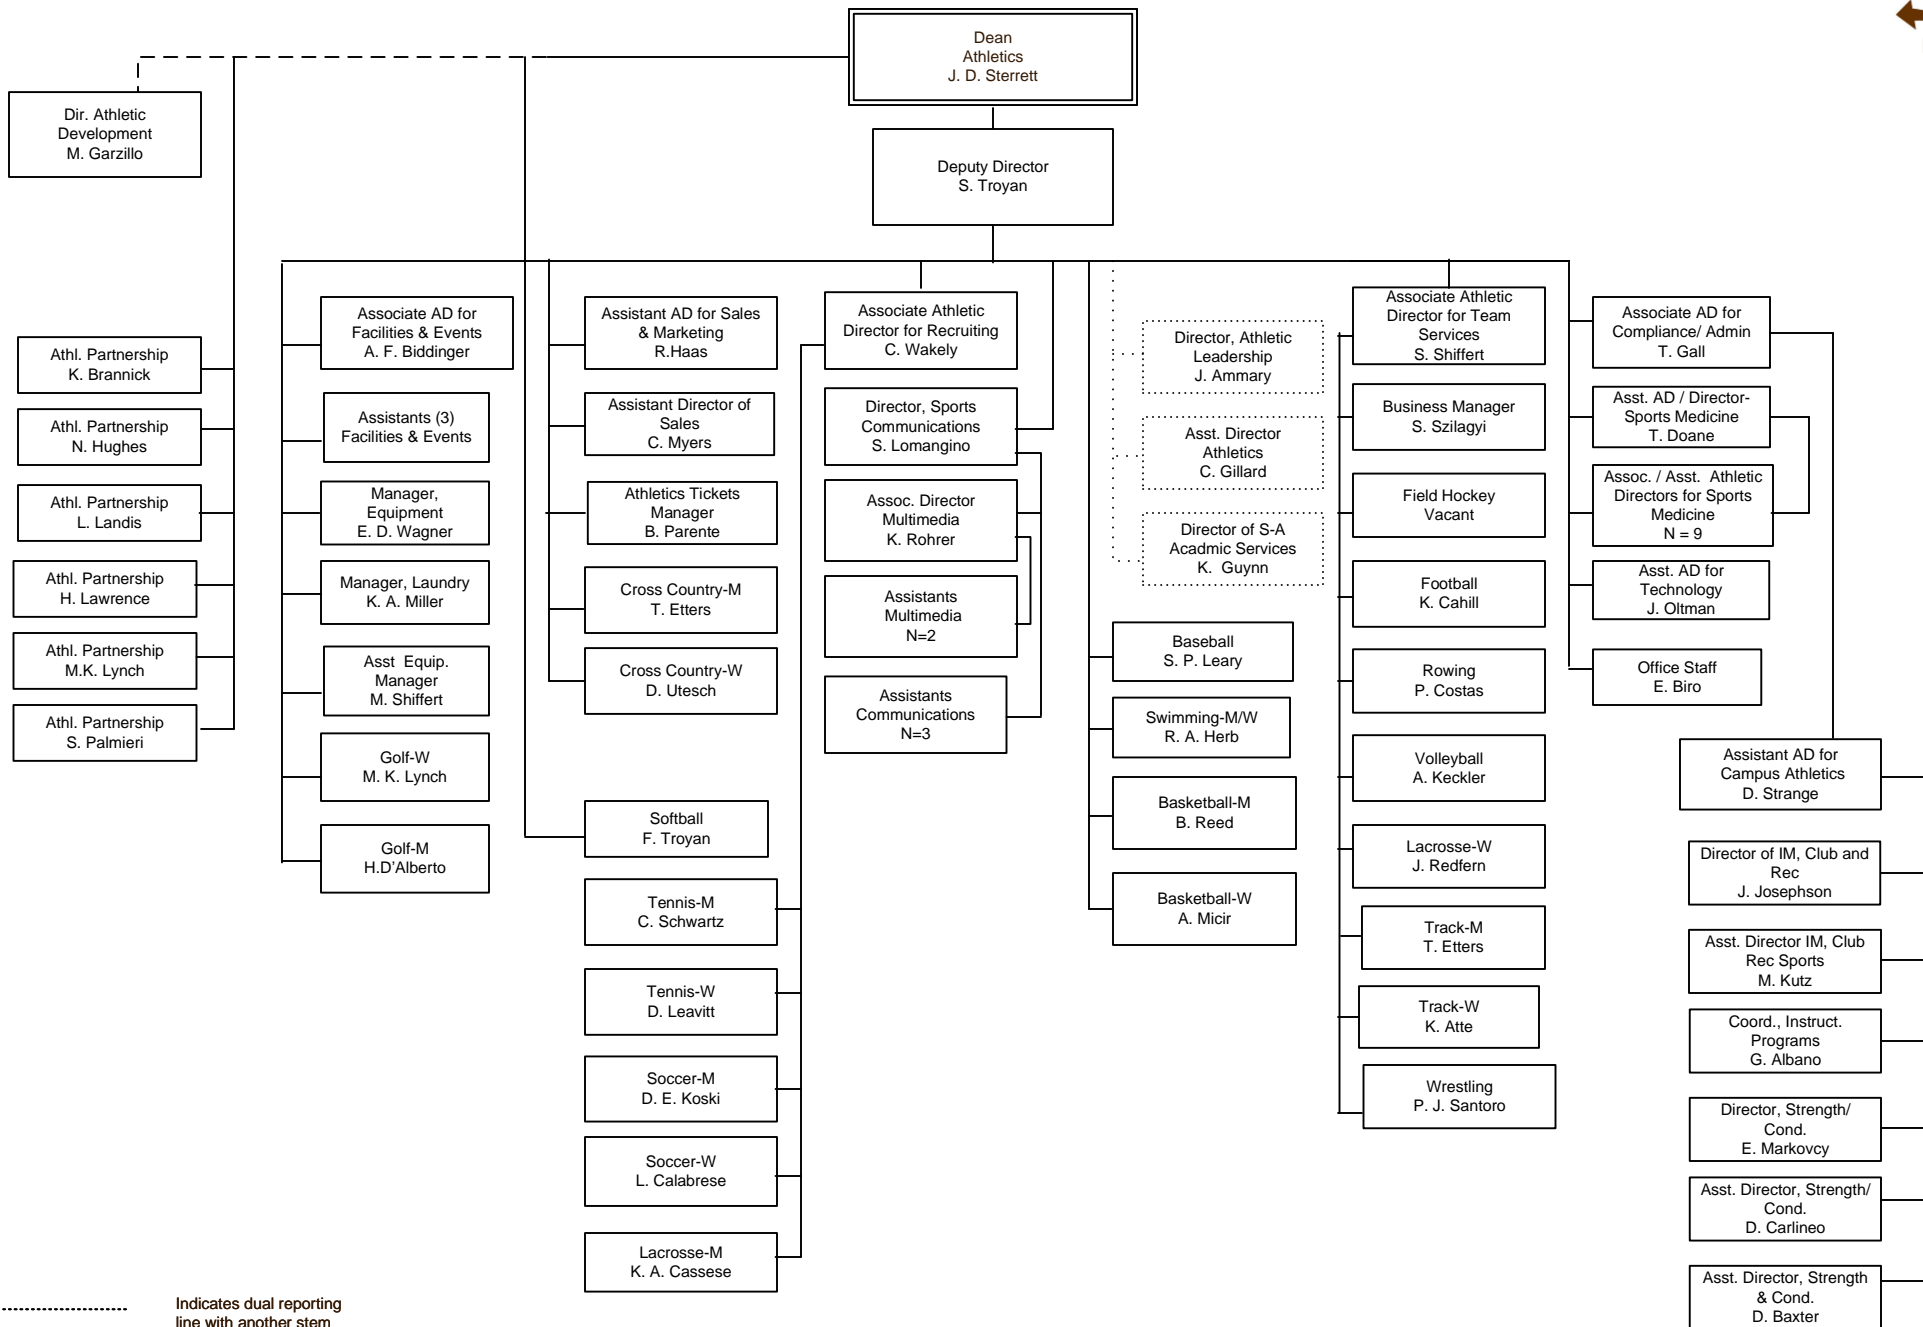 Dean
Athletics
J. D. Sterrett
Dir. Athletic
Development
M. Garzillo
Deputy Director
S. Troyan
Athl. Partnership
K. Brannick
Athl. Partnership
N. Hughes
Athl. Partnership
L. Landis
Athl. Partnership
H. Lawrence
Athl. Partnership
M.K. Lynch
Athl. Partnership
S. Palmieri
Associate AD for
Facilities & Events
A. F. Biddinger
Assistants (3)
Facilities & Events
Manager,
Equipment
E. D. Wagner
Manager, Laundry
K. A. Miller
Asst Equip.
Manager
M. Shiffert
Golf-W
M. K. Lynch
Golf-M
H.D'Alberto
Assistant AD for Sales
& Marketing
R.Haas
Assistant Director of
Sales
C. Myers
Athletics Tickets
Manager
B. Parente
Cross Country-M
T. Etters
Cross Country-W
D. Utesch
Softball
F. Troyan
Tennis-M
C. Schwartz
Tennis-W
D. Leavitt
Soccer-M
D. E. Koski
Soccer-W
L. Calabrese
Lacrosse-M
K. A. Cassese
Associate Athletic
Director for Recruiting
C. Wakely
Director, Sports
Communications
S. Lomangino
Assoc. Director
Multimedia
K. Rohrer
Assistants
Multimedia
N=2
Assistants
Communications
N=3
Director, Athletic
Leadership
J. Ammary
Asst. Director
Athletics
C. Gillard
Director of S-A
Acadmic Services
K. Guynn
Baseball
S. P. Leary
Swimming-M/W
R. A. Herb
Basketball-M
B. Reed
Basketball-W
A. Micir
Associate Athletic
Director for Team
Services
S. Shiffert
Business Manager
S. Szilagyi
Field Hockey
Vacant
Football
K. Cahill
Rowing
P. Costas
Volleyball
A. Keckler
Lacrosse-W
J. Redfern
Track-M
T. Etters
Track-W
K. Atte
Wrestling
P. J. Santoro
Associate AD for
Compliance/ Admin
T. Gall
Asst. AD / Director-
Sports Medicine
T. Doane
Assoc. / Asst. Athletic
Directors for Sports
Medicine
N = 9
Asst. AD for
Technology
J. Oltman
Office Staff
E. Biro
Assistant AD for
Campus Athletics
D. Strange
Director of IM, Club and
Rec
J. Josephson
Asst. Director IM, Club
Rec Sports
M. Kutz
Coord., Instruct.
Programs
G. Albano
Director, Strength/
Cond.
E. Markovcy
Asst. Director, Strength/
Cond.
D. Carlineo
Asst. Director, Strength
& Cond.
D. Baxter
Indicates dual reporting
line with another stem